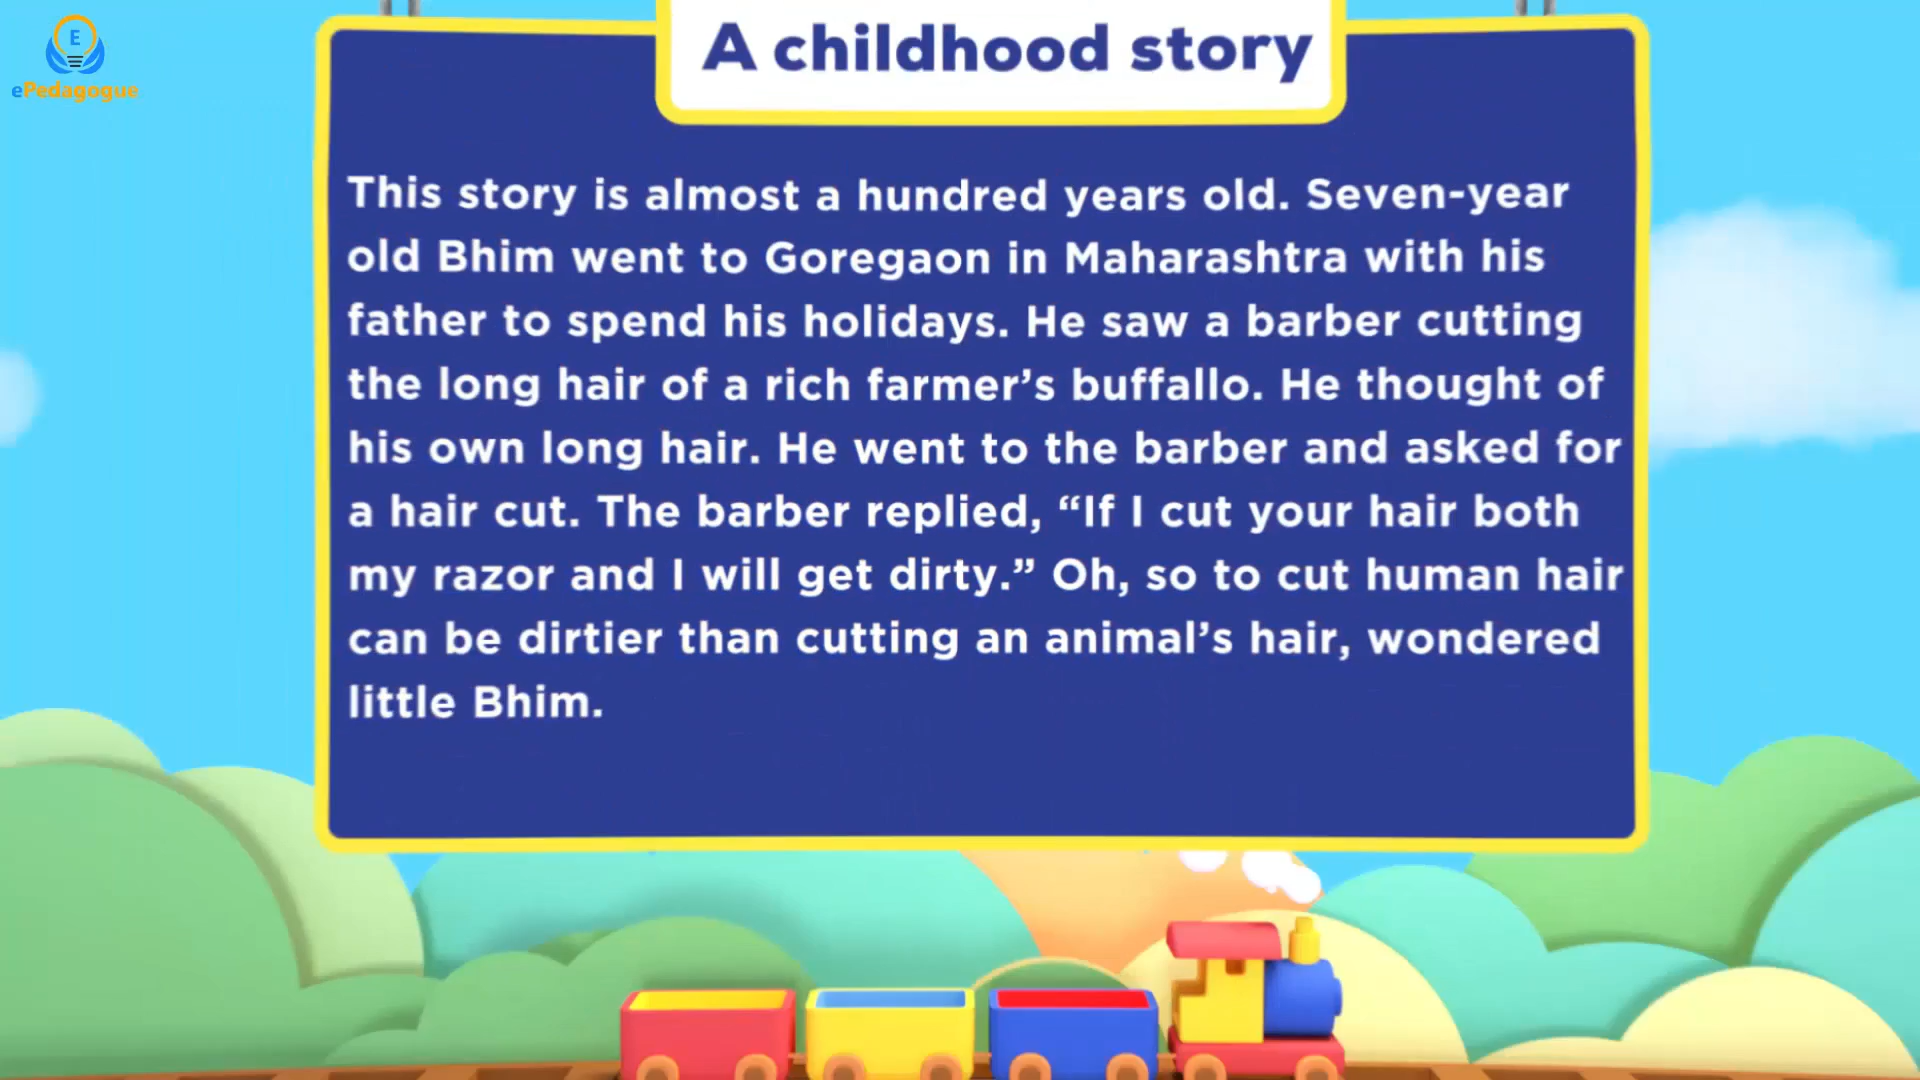 E
ePedagogue
A childhood story
This story is almost a hundred years old. Seven-year
old Bhim went to Goregaon in Maharashtra with his
father to spend his holidays. He saw a barber cutting
the long hair of a rich farmer’s buffallo. He thought of
his own long hair. He went to the barber and asked for
a hair cut. The barber replied, “If I cut your hair both
my razor and I will get dirty.” Oh, so to cut human hair
can be dirtier than cutting an animal’s hair, wondered
little Bhim.